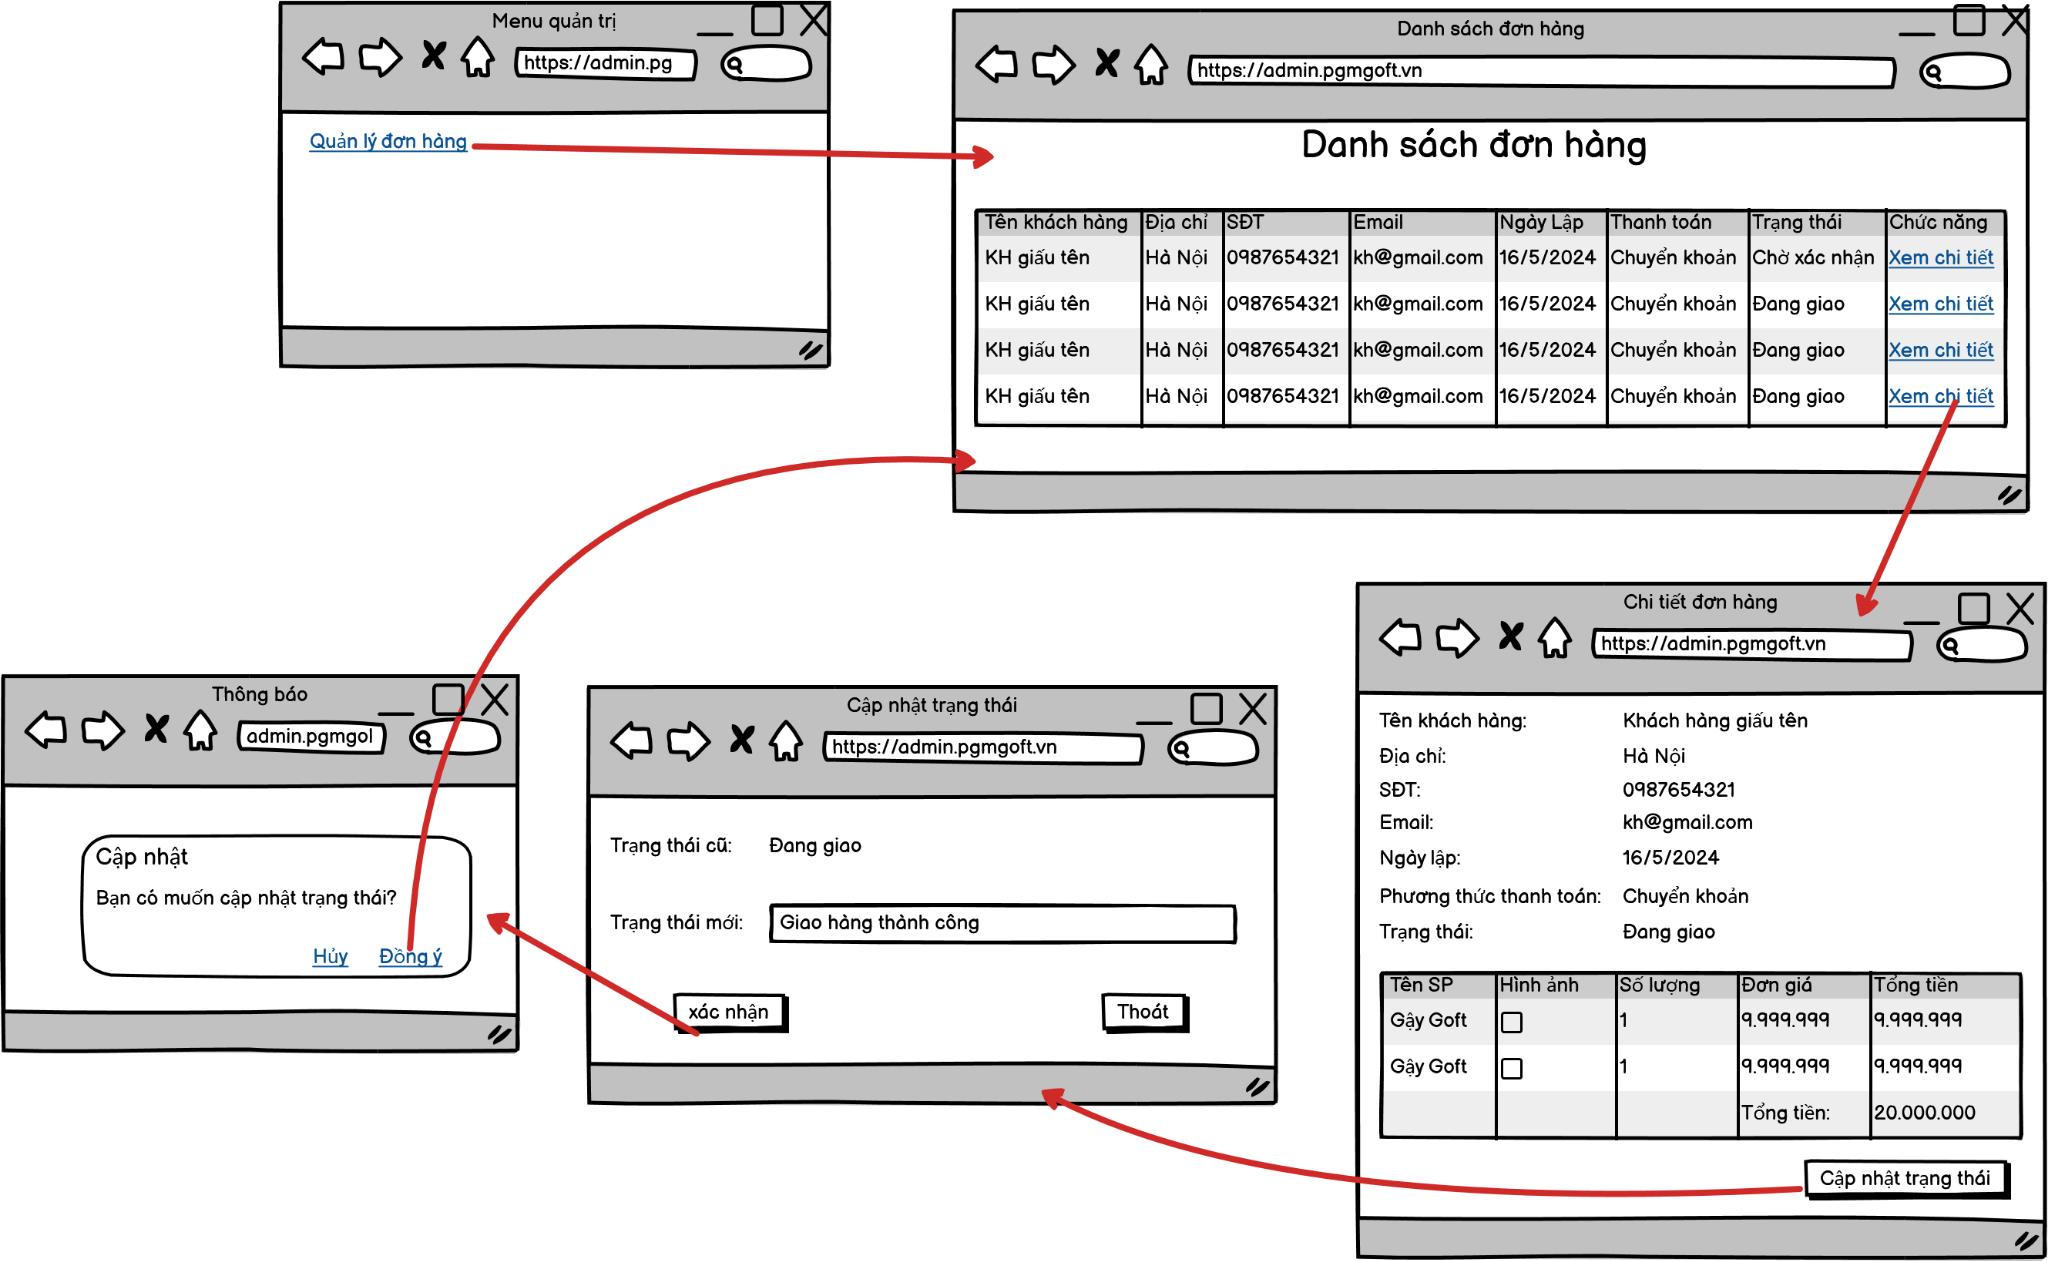 Menu quản trị
https://admin.pg
Quản lý đơn hàng
Danh sách đơn hàng
https://admin.pgmgoft.vn
Danh sách đơn hàng
Tên khách hàng Địa chỉ SĐT Email Ngày Lập Thanh toán Trạng thái Chức năng
KH giấu tên Hà Nội 0987654321 kh@gmail.com 16/5/2024 Chuyển khoản Chờ xác nhận Xem chi tiết
KH giấu tên Hà Nội 0987654321 kh@gmail.com 16/5/2024 Chuyển khoản Đang giao Xem chi tiết
KH giấu tên Hà Nội 0987654321 kh@gmail.com 16/5/2024 Chuyển khoản Đang giao Xem chi tiết
KH giấu tên Hà Nội 0987654321 kh@gmail.com 16/5/2024 Chuyển khoản Đang giao Xem chi tiết
Thông báo
admin.pgmgol
Cập nhật
Bạn có muốn cập nhật trạng thái?
Hủy Đồng ý
Cập nhật trạng thái
https://admin.pgmgoft.vn
Trạng thái cũ: Đang giao
Trạng thái mới: Giao hàng thành công
xác nhận Thoát
Chi tiết đơn hàng
https://admin.pgmgoft.vn
Tên khách hàng: Khách hàng giấu tên
Địa chỉ: Hà Nội
SĐT: 0987654321
Email: kh@gmail.com
Ngày lập: 16/5/2024
Phương thức thanh toán: Chuyển khoản
Trạng thái: Đang giao
Tên SP Hình ảnh Số lượng Đơn giá Tổng tiền
Gậy Goft 1 9.999.999 9.999.999
Gậy Goft 1 9.999.999 9.999.999
Tổng tiền: 20.000.000
Cập nhật trạng thái